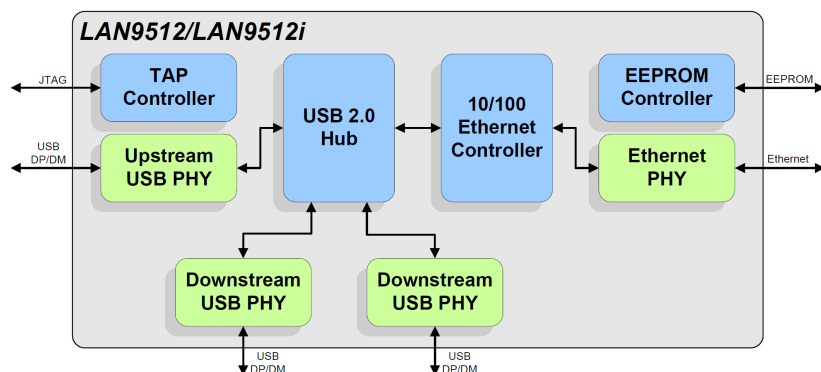 LAN9512/LAN9512i
JTAG
TAP
Controller
USB 2.0
Hub
10/100
Ethernet
Controller
EEPROM
Controller
EEPROM
USB
DP/DM
Upstream
USB PHY
Ethernet
PHY
Ethernet
Downstream
USB PHY
Downstream
USB PHY
USB
DP/DM
USB
DP/DM